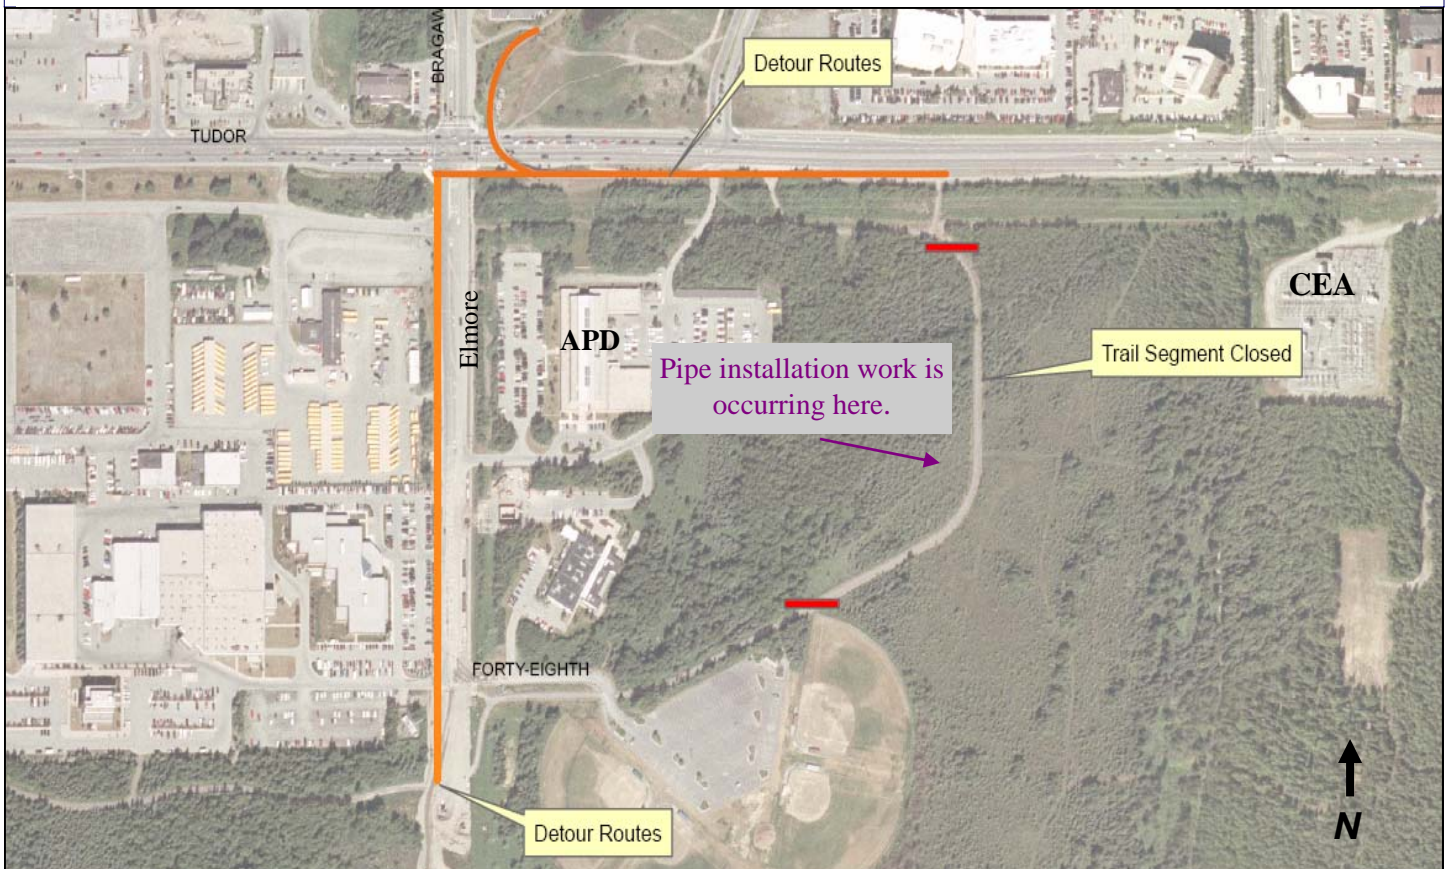 BRAGAW
Detour Routes
TUDOR
CEA
Elmore
APD
Trail Segment Closed
Pipe installation work is
occurring here.
FORTY-EIGHTH
Detour Routes
N